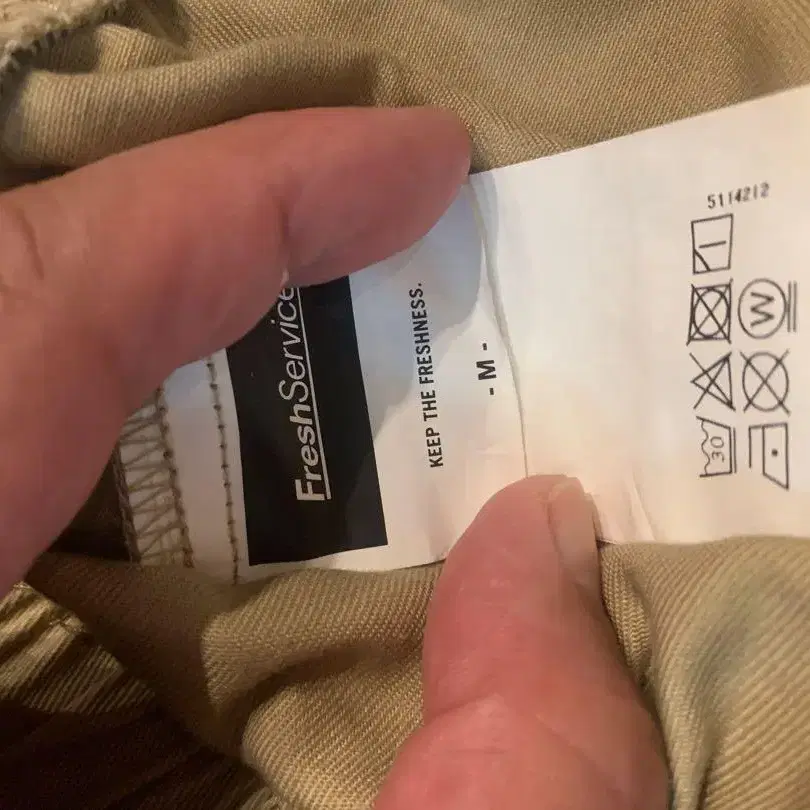 FreshService
KEEP THE FRESHNESS.
- M -
5114212
30
W